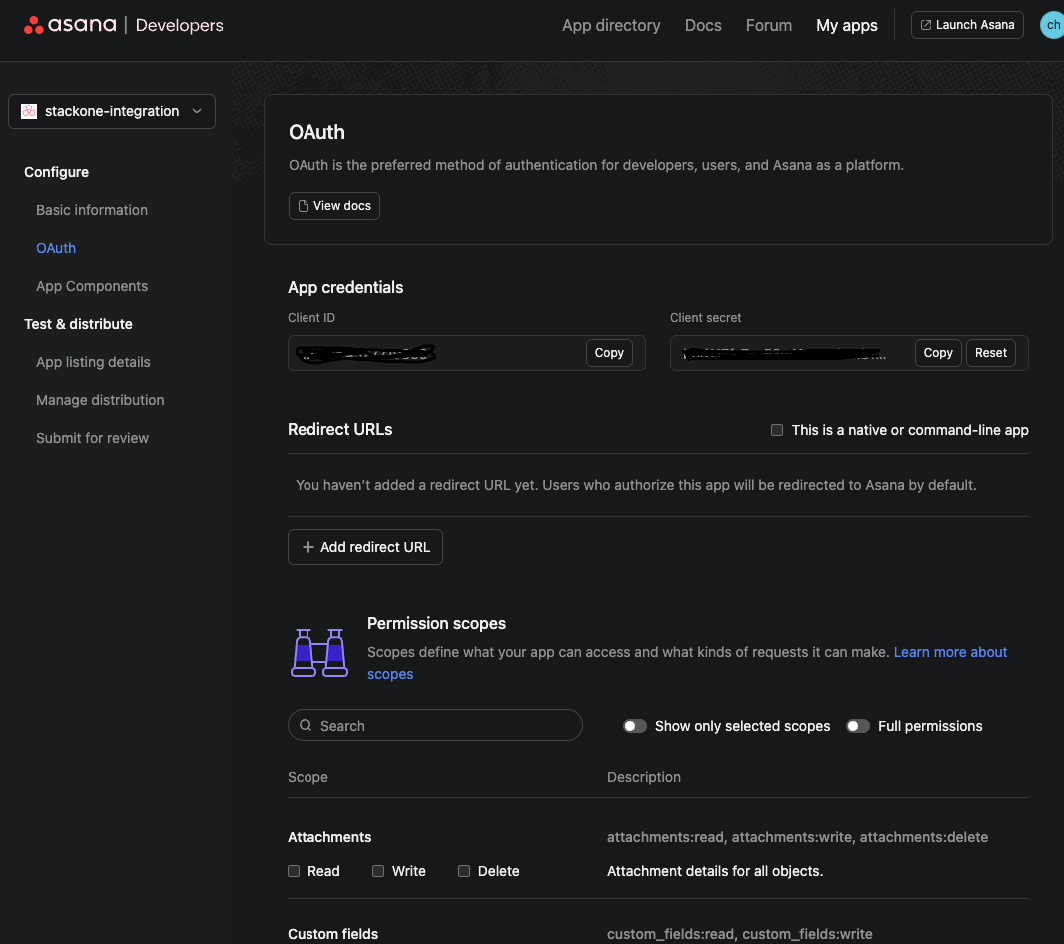 asana | Developers
App directory Docs Forum My apps Launch Asana ch
stackone-integration
Configure
Basic information
OAuth
App Components
Test & distribute
App listing details
Manage distribution
Submit for review
OAuth
OAuth is the preferred method of authentication for developers, users, and Asana as a platform.
View docs
App credentials
Client ID Client secret
Copy Copy Reset
Redirect URLs This is a native or command-line app
You haven't added a redirect URL yet. Users who authorize this app will be redirected to Asana by default.
+ Add redirect URL
Permission scopes
Scopes define what your app can access and what kinds of requests it can make. Learn more about
scopes
Search Show only selected scopes Full permissions
Scope Description
Attachments attachments:read, attachments:write, attachments:delete
Read Write Delete Attachment details for all objects.
Custom fields custom_fields:read, custom_fields:write